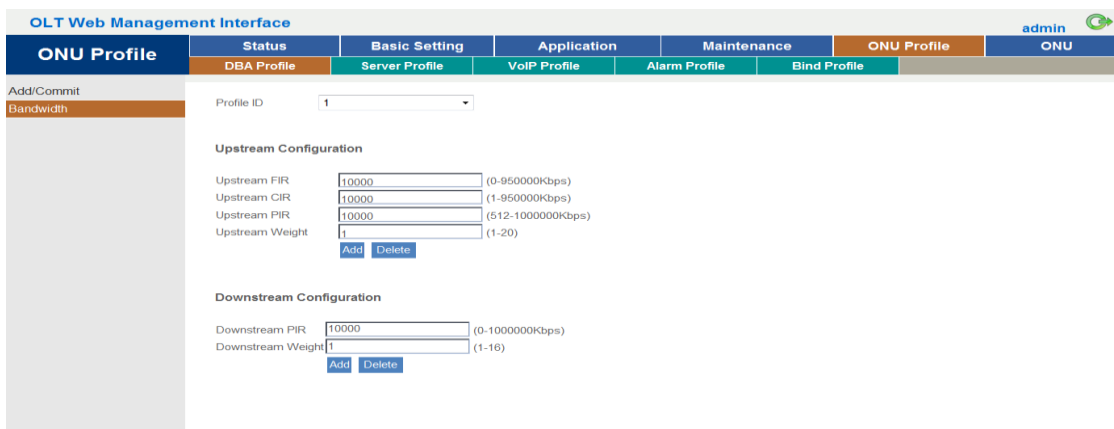 OLT Web Management Interface
admin
ONU Profile
Status Basic Setting Application Maintenance ONU Profile ONU
DBA Profile Server Profile VoIP Profile Alarm Profile Bind Profile
Add/Commit
Bandwidth
Profile ID 1
Upstream Configuration
Upstream FIR 10000 (0-950000Kbps)
Upstream CIR 10000 (1-950000Kbps)
Upstream PIR 10000 (512-1000000Kbps)
Upstream Weight 1 (1-20)
Add Delete
Downstream Configuration
Downstream PIR 10000 (0-1000000Kbps)
Downstream Weight 1 (1-16)
Add Delete